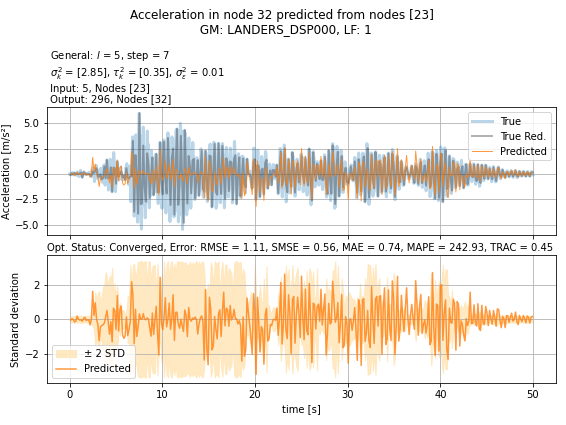 Acceleration in node 32 predicted from nodes [23]
GM: LANDERS_DSP000, LF: 1
General: l = 5, step = 7
σ²ₖ = [2.85], τ²ₖ = [0.35], σ²ε = 0.01
Input: 5, Nodes [23]
Output: 296, Nodes [32]
Acceleration [m/s²]
5.0
2.5
0.0
−2.5
−5.0
True
True Red.
Predicted
Opt. Status: Converged, Error: RMSE = 1.11, SMSE = 0.56, MAE = 0.74, MAPE = 242.93, TRAC = 0.45
Standard deviation
2
0
−2
± 2 STD
Predicted
0
10
20
30
40
50
time [s]